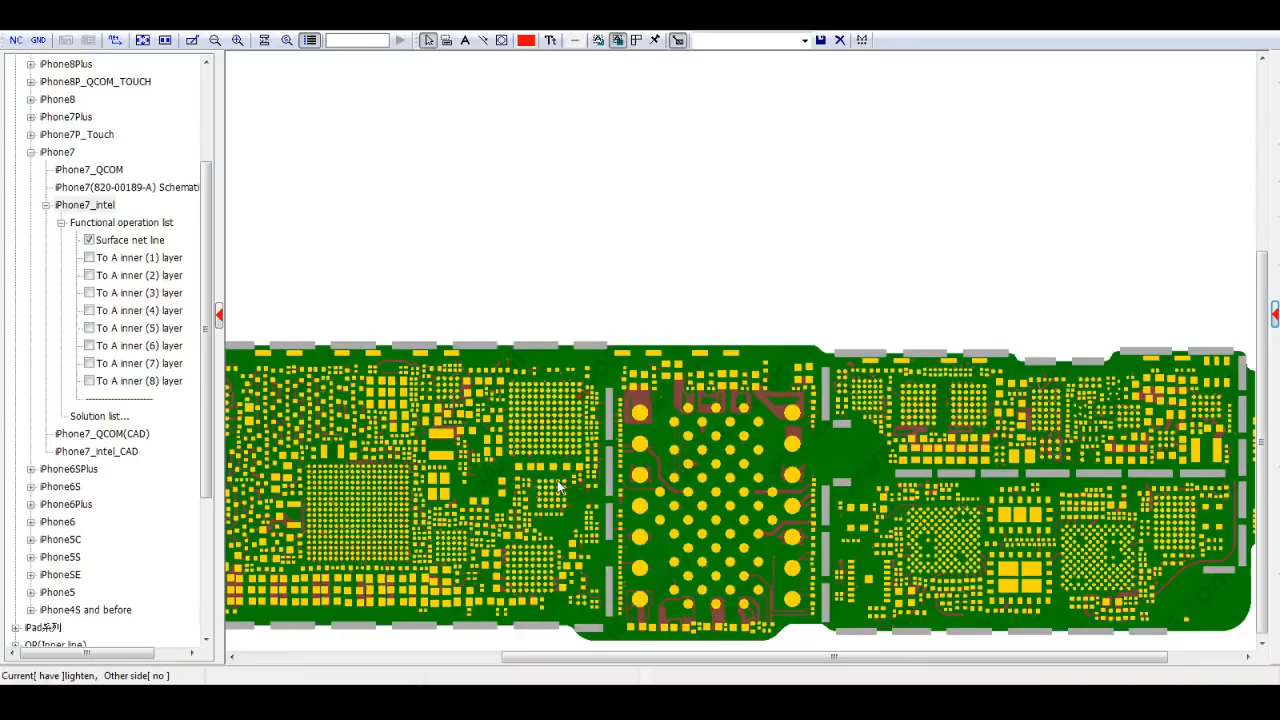 NC GND
A Tt
iPhone8Plus
iPhone8P_QCOM_TOUCH
iPhone8
iPhone7Plus
iPhone7P_Touch
iPhone7
iPhone7_QCOM
iPhone7(820-00189-A) Schemati
iPhone7_intel
Functional operation list
Surface net line
To A inner (1) layer
To A inner (2) layer
To A inner (3) layer
To A inner (4) layer
To A inner (5) layer
To A inner (6) layer
To A inner (7) layer
To A inner (8) layer
--------------------
Solution list...
iPhone7_QCOM(CAD)
iPhone7_intel_CAD
iPhone6SPlus
iPhone6S
iPhone6Plus
iPhone6
iPhone5C
iPhone5S
iPhoneSE
iPhone5
iPhone4S and before
iPad系列
OP(Inner line)
Current[ have ]lighten, Other side[ no ]